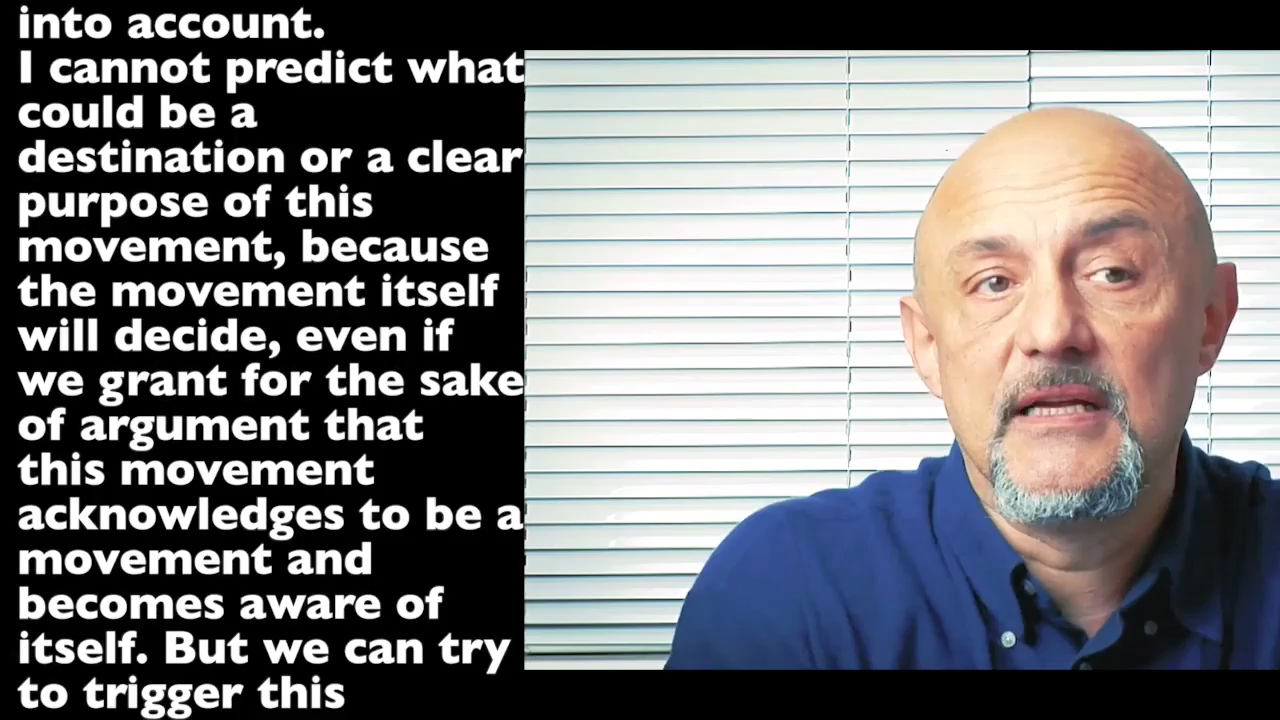 into account.
I cannot predict what
could be a
destination or a clear
purpose of this
movement, because
the movement itself
will decide, even if
we grant for the sake
of argument that
this movement
acknowledges to be a
movement and
becomes aware of
itself. But we can try
to trigger this